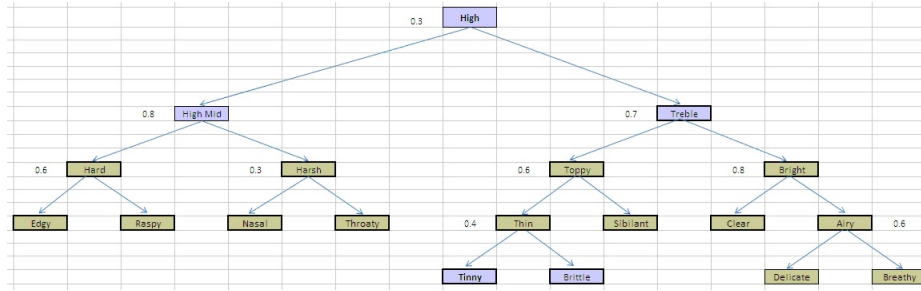 0.3
High
0.8
High Mid
0.7
Treble
0.6
Hard
0.3
Harsh
0.6
Toppy
0.8
Bright
Edgy
Raspy
Nasal
Throaty
0.4
Thin
Sibilant
Clear
Airy
0.6
Tinny
Brittle
Delicate
Breathy